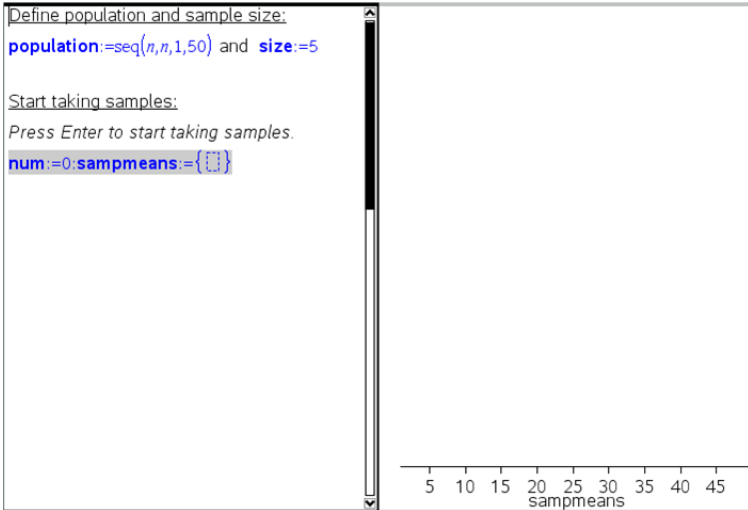 Define population and sample size:
population:=seq(n,n,1,50) and size:=5
Start taking samples:
Press Enter to start taking samples.
num:=0:sampmeans:={⬚}
5 10 15 20 25 30 35 40 45
sampmeans